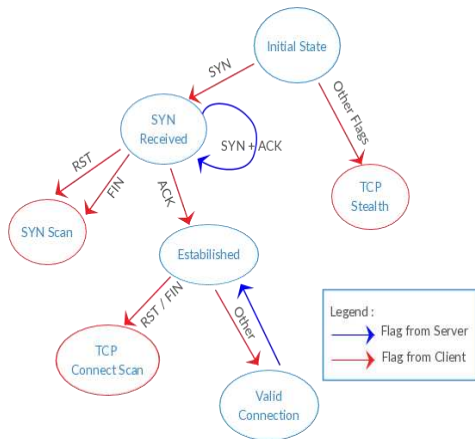 Initial State
SYN
Other Flags
SYN
Received
SYN + ACK
RST
FIN
ACK
TCP
Stealth
SYN Scan
Estabilished
RST / FIN
Other
TCP
Connect Scan
Valid
Connection
Legend :
Flag from Server
Flag from Client